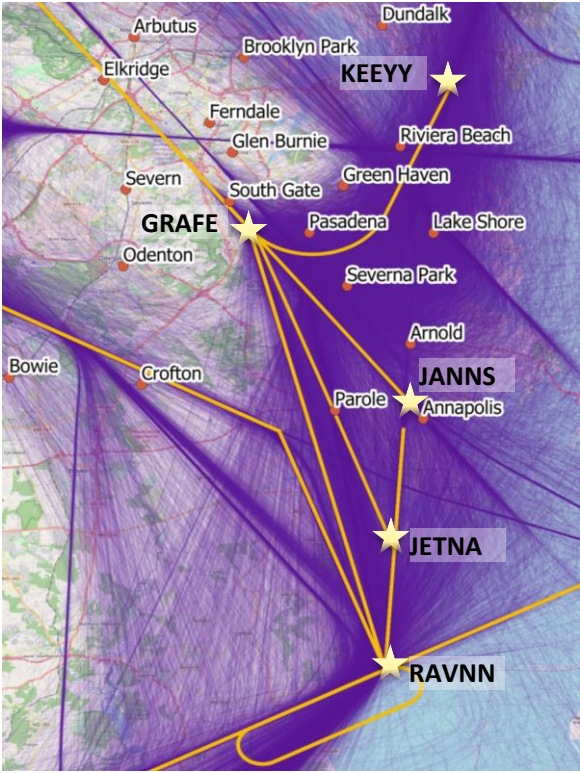 Dundalk
Arbutus
Brooklyn Park
Elkridge
KEEYY
Ferndale
Riviera Beach
Glen Burnie
Green Haven
Severn
South Gate
GRAFE
Pasadena
Lake Shore
Odenton
Severna Park
Arnold
Bowie
Crofton
JANNS
Parole
Annapolis
JETNA
RAVNN